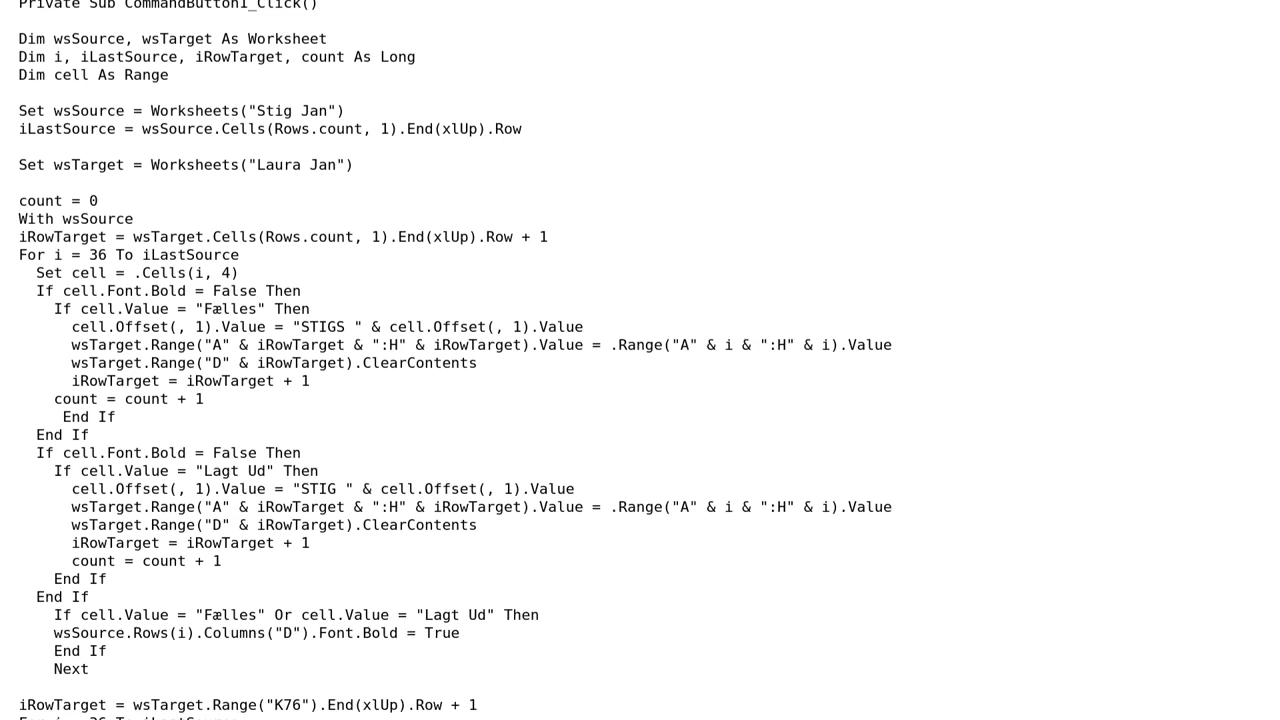 Private Sub CommandButton1_Click()
Dim wsSource, wsTarget As Worksheet
Dim i, iLastSource, iRowTarget, count As Long
Dim cell As Range
Set wsSource = Worksheets("Stig Jan")
iLastSource = wsSource.Cells(Rows.count, 1).End(xlUp).Row
Set wsTarget = Worksheets("Laura Jan")
count = 0
With wsSource
iRowTarget = wsTarget.Cells(Rows.count, 1).End(xlUp).Row + 1
For i = 36 To iLastSource
  Set cell = .Cells(i, 4)
  If cell.Font.Bold = False Then
    If cell.Value = "Fælles" Then
      cell.Offset(, 1).Value = "STIGS " & cell.Offset(, 1).Value
      wsTarget.Range("A" & iRowTarget & ":H" & iRowTarget).Value = .Range("A" & i & ":H" & i).Value
      wsTarget.Range("D" & iRowTarget).ClearContents
      iRowTarget = iRowTarget + 1
    count = count + 1
     End If
  End If
  If cell.Font.Bold = False Then
    If cell.Value = "Lagt Ud" Then
      cell.Offset(, 1).Value = "STIG " & cell.Offset(, 1).Value
      wsTarget.Range("A" & iRowTarget & ":H" & iRowTarget).Value = .Range("A" & i & ":H" & i).Value
      wsTarget.Range("D" & iRowTarget).ClearContents
      iRowTarget = iRowTarget + 1
      count = count + 1
    End If
  End If
    If cell.Value = "Fælles" Or cell.Value = "Lagt Ud" Then
    wsSource.Rows(i).Columns("D").Font.Bold = True
    End If
    Next
iRowTarget = wsTarget.Range("K76").End(xlUp).Row + 1
For i = 36 To iLastSource